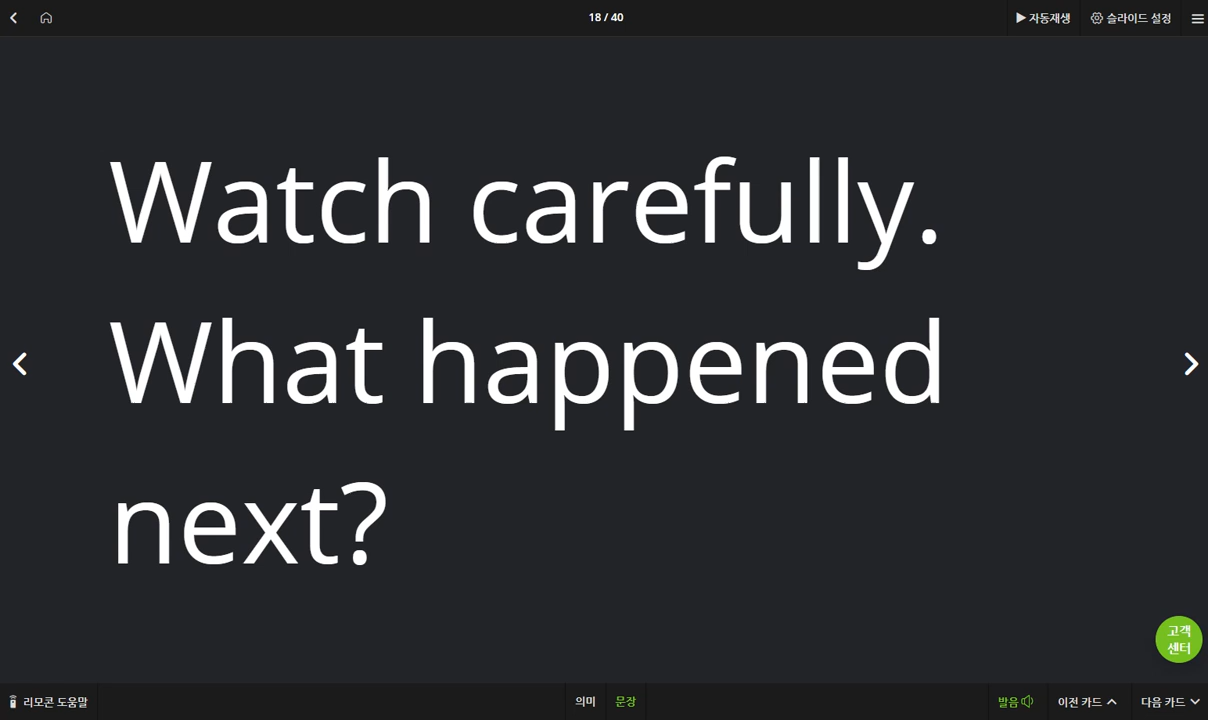 18 / 40
▶ 자동재생
슬라이드 설정
Watch carefully.
What happened
next?
고객
센터
리모콘 도움말
의미
문장
발음
이전 카드
다음 카드